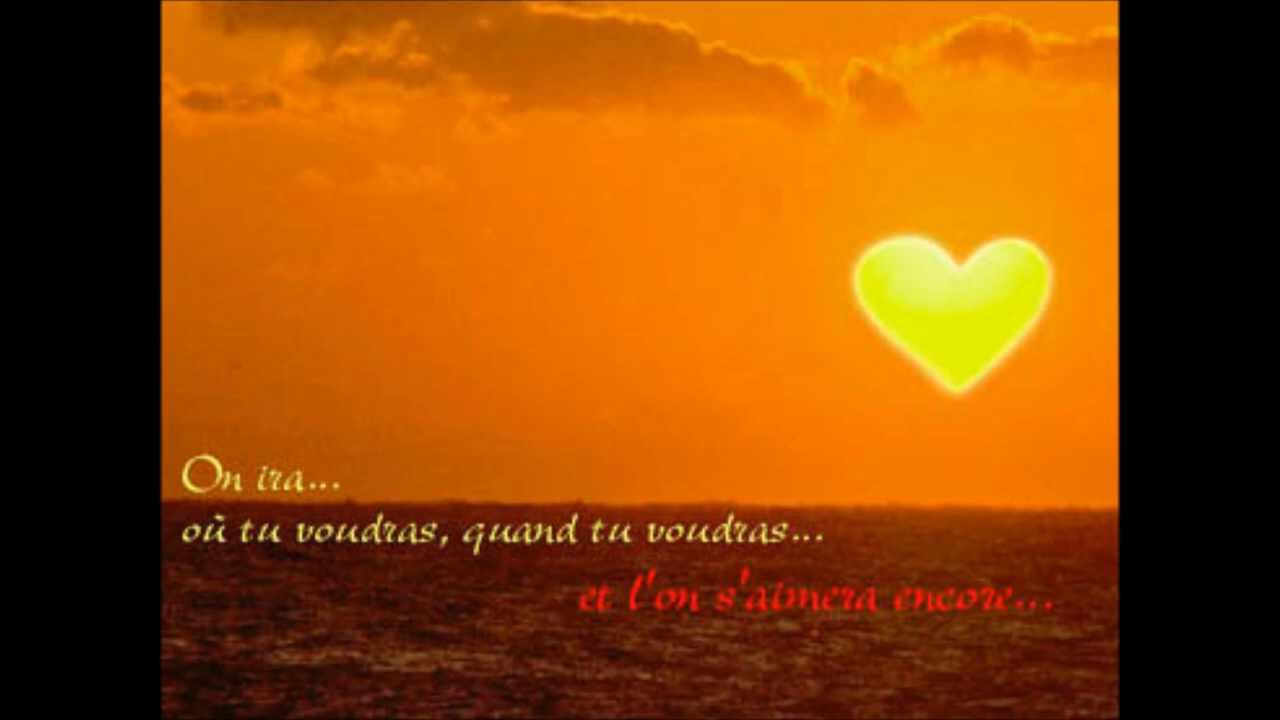 On ira...
où tu voudras, quand tu voudras...
et l'on s'aimera encore...